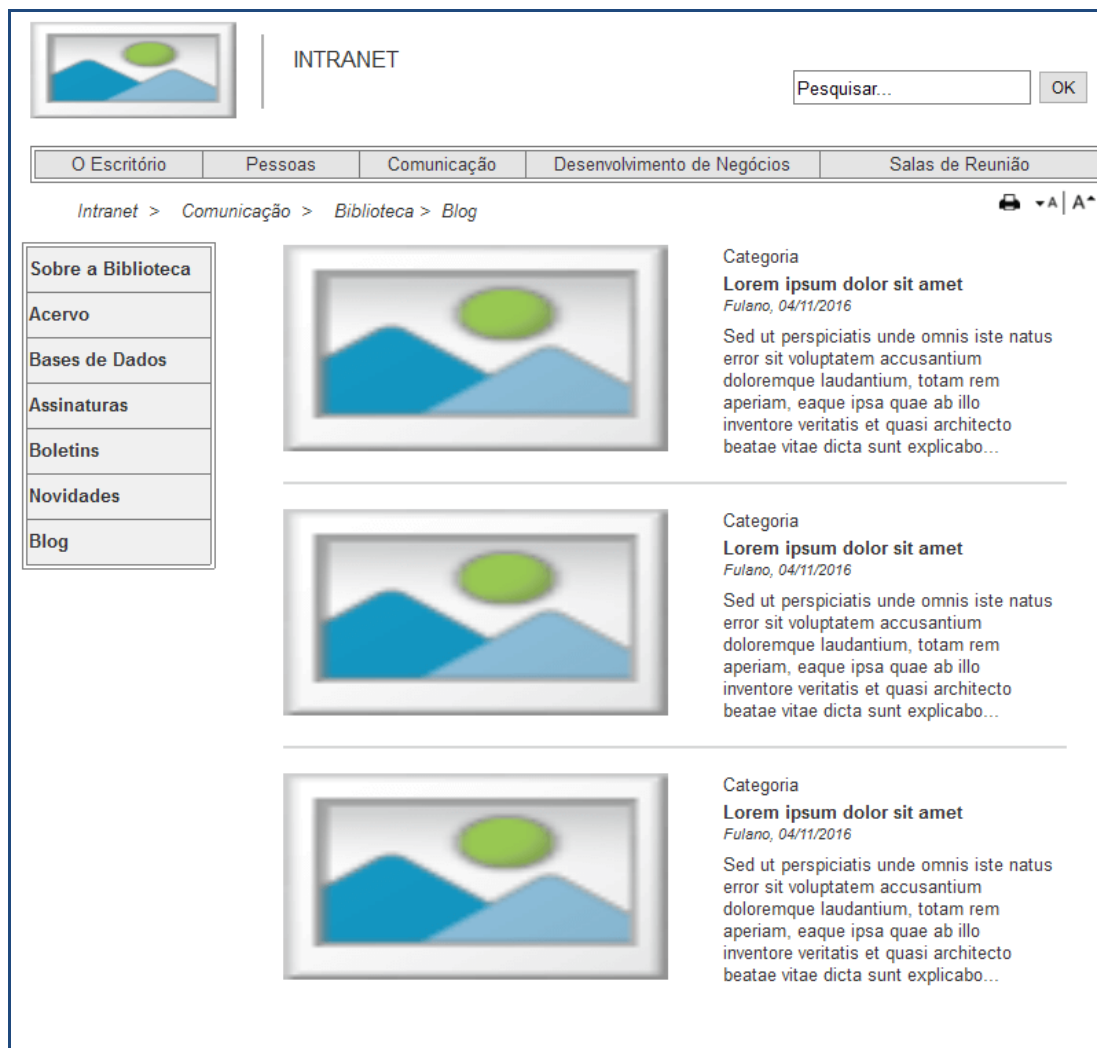 INTRANET
Pesquisar...
OK
O Escritório
Pessoas
Comunicação
Desenvolvimento de Negócios
Salas de Reunião
Intranet > Comunicação > Biblioteca > Blog
A
A
Sobre a Biblioteca
Acervo
Bases de Dados
Assinaturas
Boletins
Novidades
Blog
Categoria
Lorem ipsum dolor sit amet
Fulano, 04/11/2016
Sed ut perspiciatis unde omnis iste natus
error sit voluptatem accusantium
doloremque laudantium, totam rem
aperiam, eaque ipsa quae ab illo
inventore veritatis et quasi architecto
beatae vitae dicta sunt explicabo...
Categoria
Lorem ipsum dolor sit amet
Fulano, 04/11/2016
Sed ut perspiciatis unde omnis iste natus
error sit voluptatem accusantium
doloremque laudantium, totam rem
aperiam, eaque ipsa quae ab illo
inventore veritatis et quasi architecto
beatae vitae dicta sunt explicabo...
Categoria
Lorem ipsum dolor sit amet
Fulano, 04/11/2016
Sed ut perspiciatis unde omnis iste natus
error sit voluptatem accusantium
doloremque laudantium, totam rem
aperiam, eaque ipsa quae ab illo
inventore veritatis et quasi architecto
beatae vitae dicta sunt explicabo...